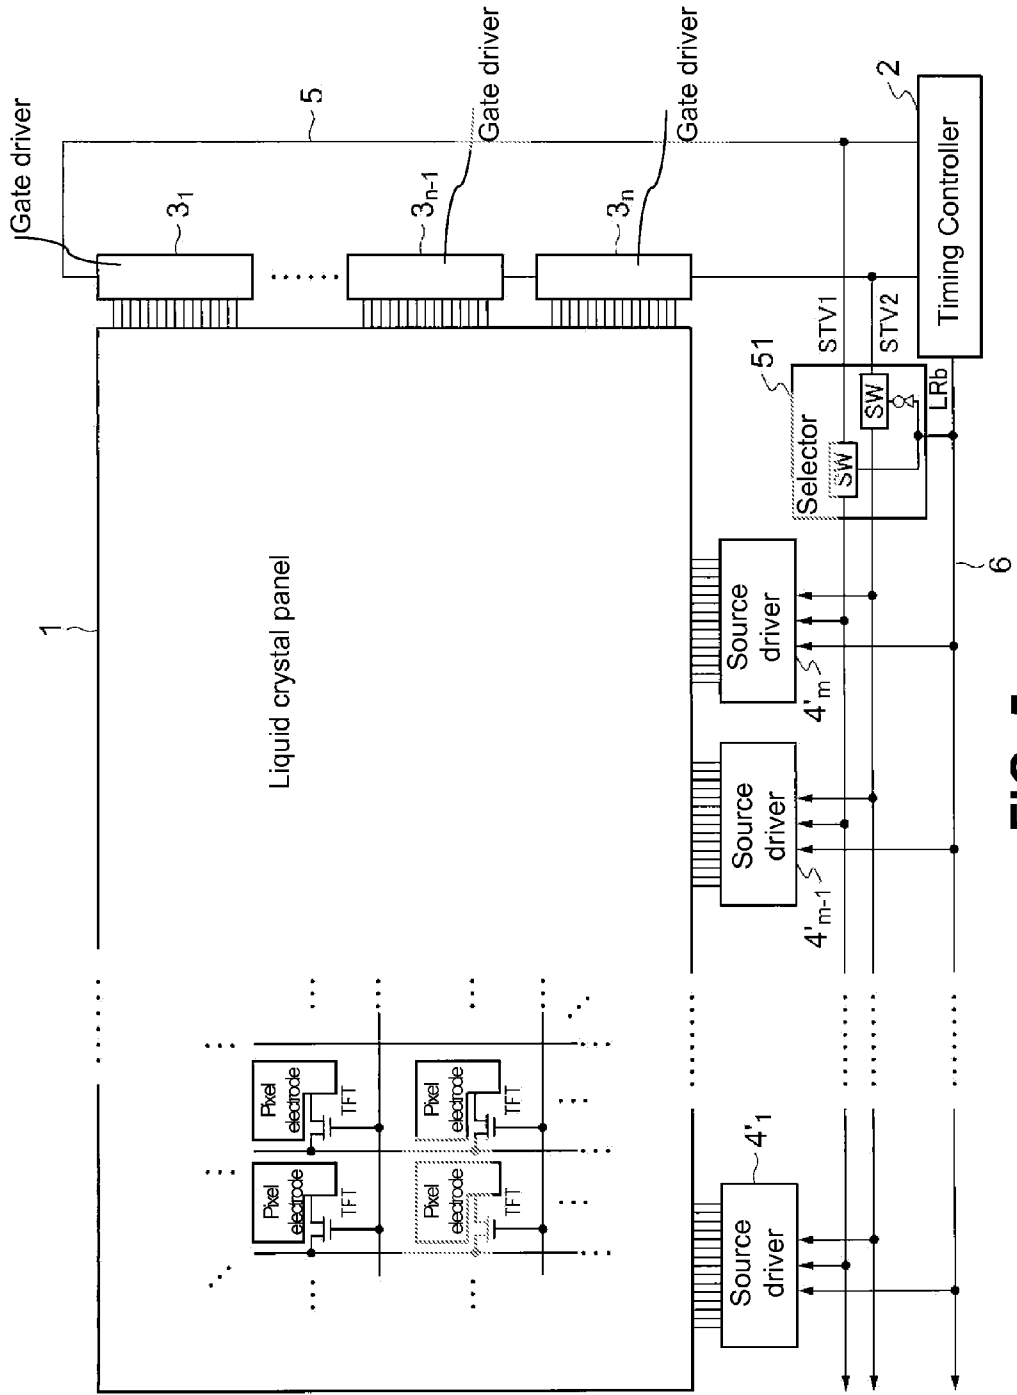 Gate driver
5
Gate driver
Gate driver
2
3₁
3n-1
3n
Timing Controller
STV1
STV2
51
LRb
SW
SW
Selector
1
Liquid crystal panel
6
Source
driver
4'm
Source
driver
4'm-1
Pixel
electrode
TFT
Pixel
electrode
TFT
Pixel
electrode
TFT
Pixel
electrode
TFT
4'1
Source
driver